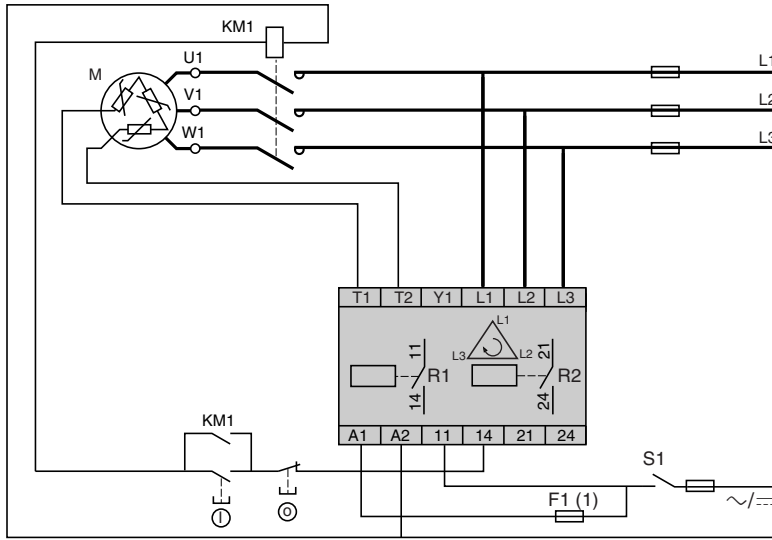 KM1
U1
L1
M
V1
L2
W1
L3
T1 T2 Y1 L1 L2 L3
L1
L3 L2
11
R1
14
21
R2
24
A1 A2 11 14 21 24
KM1
I
O
S1
F1 (1)
~/⎓